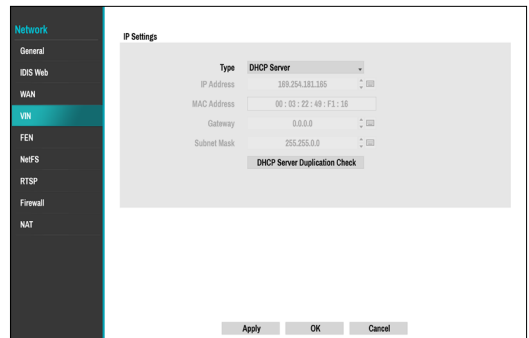 Network
General
IDIS Web
WAN
VIN
FEN
NetFS
RTSP
Firewall
NAT
IP Settings
Type DHCP Server
IP Address 169.254.181.165
MAC Address 00 : 03 : 22 : 49 : F1 : 16
Gateway 0.0.0.0
Subnet Mask 255.255.0.0
DHCP Server Duplication Check
Apply OK Cancel